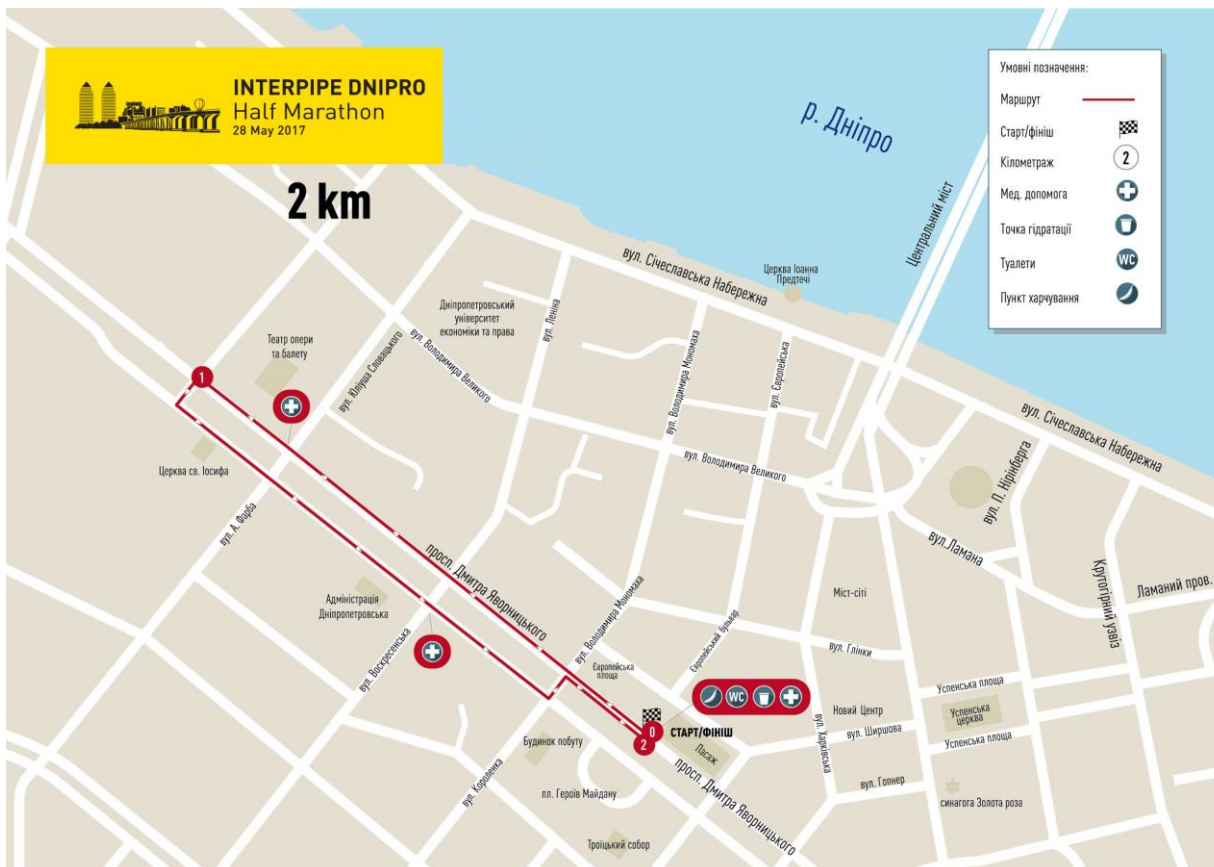 INTERPIPE DNIPRO
Half Marathon
28 May 2017
2 km
Умовні позначення:
Маршрут
Старт/фініш
Кілометраж
2
Мед. допомога
Точка гідратації
Туалети
WC
Пункт харчування
р. Дніпро
Центральний міст
вул. Січеславська Набережна
Церква Іоанна
Предтечі
Дніпропетровський
університет
економіки та права
вул. Леніна
вул. Володимира Мономаха
вул. Європейська
Театр опери
та балету
вул. Юліуша Словацького
вул. Володимира Великого
1
вул. Січеславська Набережна
вул. Володимира Великого
Церква св. Іосифа
вул. А. Фарба
вул. П. Нірінберга
вул.Ламана
Крутогірний узвіз
Ламаний пров.
просп. Дмитра Яворницького
Адміністрація
Дніпропетровська
вул. Воскресенська
вул. Володимира Мономаха
Європейський бульвар
Міст-сіті
вул. Глінки
Європейська
площа
WC
Успенська площа
Новий Центр
Успенська
церква
0
СТАРТ/ФІНІШ
2
вул. Ширшова
Успенська площа
Будинок побуту
Пасаж
вул. Харківська
просп. Дмитра Яворницького
вул. Короленка
пл. Героїв Майдану
вул. Гопнер
синагога Золота роза
Троїцький собор